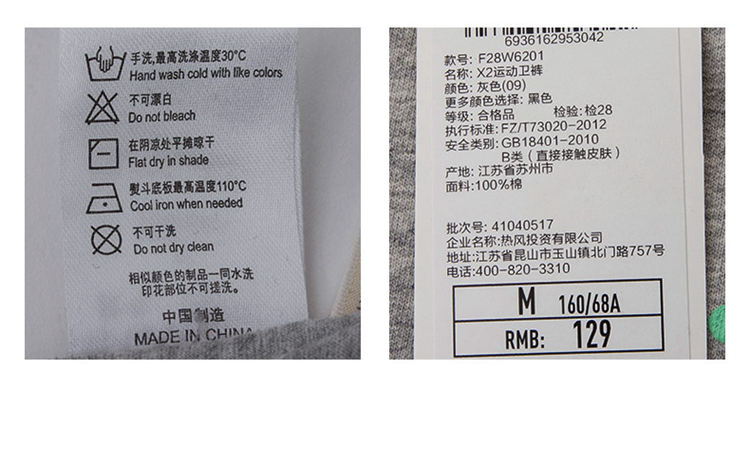 手洗,最高洗涤温度30°C
Hand wash cold with like colors
不可漂白
Do not bleach
在阴凉处平摊晾干
Flat dry in shade
熨斗底板最高温度110°C
Cool iron when needed
不可干洗
Do not dry clean
相似颜色的制品一同水洗
印花部位不可搓洗。
中国制造
MADE IN CHINA
6936162953042
款号: F28W6201
名称: X2运动卫裤
颜色: 灰色(09)
更多颜色选择: 黑色
等级: 合格品 检验: 检28
执行标准: FZ/T73020-2012
安全类别: GB18401-2010
B类 (直接接触皮肤)
产地: 江苏省苏州市
面料:100%棉
批次号: 41040517
企业名称:热风投资有限公司
地址:江苏省昆山市玉山镇北门路757号
电话:400-820-3310
M 160/68A
RMB: 129